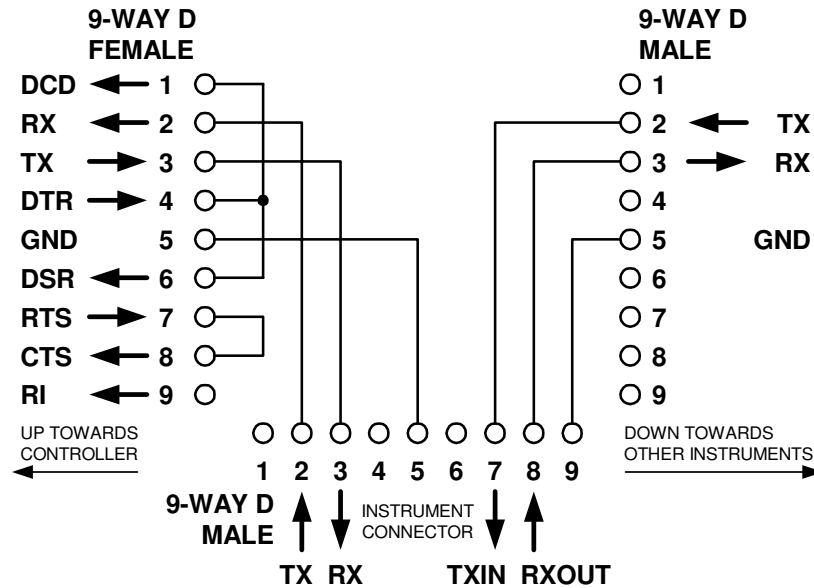 9-WAY D
FEMALE
9-WAY D
MALE
DCD 1
RX 2
TX 3
DTR 4
GND 5
DSR 6
RTS 7
CTS 8
RI 9
1
2 TX
3 RX
4
5 GND
6
7
8
9
UP TOWARDS
CONTROLLER
DOWN TOWARDS
OTHER INSTRUMENTS
1 2 3 4 5 6 7 8 9
9-WAY D
MALE
INSTRUMENT
CONNECTOR
TX RX TXIN RXOUT